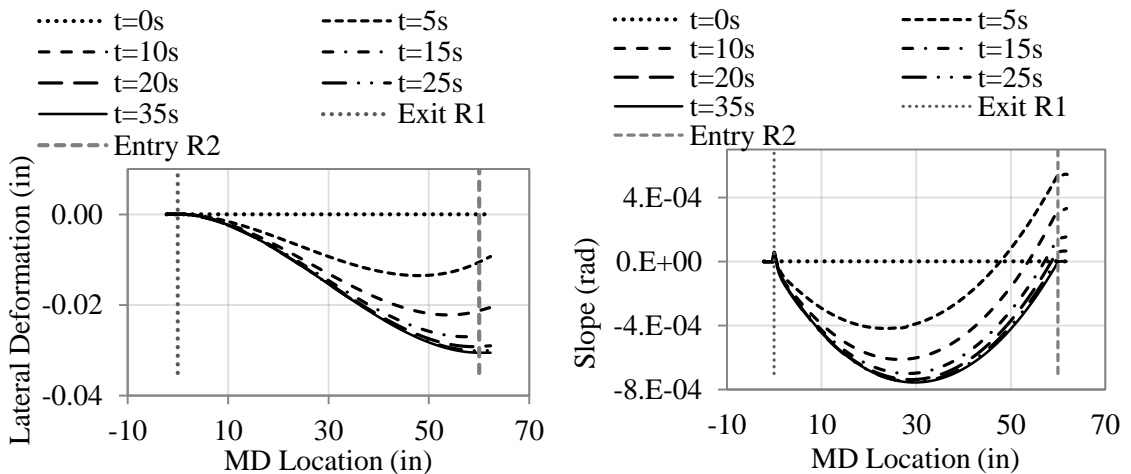 t=0s t=5s
t=10s t=15s
t=20s t=25s
t=35s Exit R1
Entry R2
Lateral Deformation (in)
0.00
-0.02
-0.04
-10 10 30 50 70
MD Location (in)
t=0s t=5s
t=10s t=15s
t=20s t=25s
t=35s Exit R1
Entry R2
Slope (rad)
4.E-04
0.E+00
-4.E-04
-8.E-04
-10 10 30 50 70
MD Location (in)